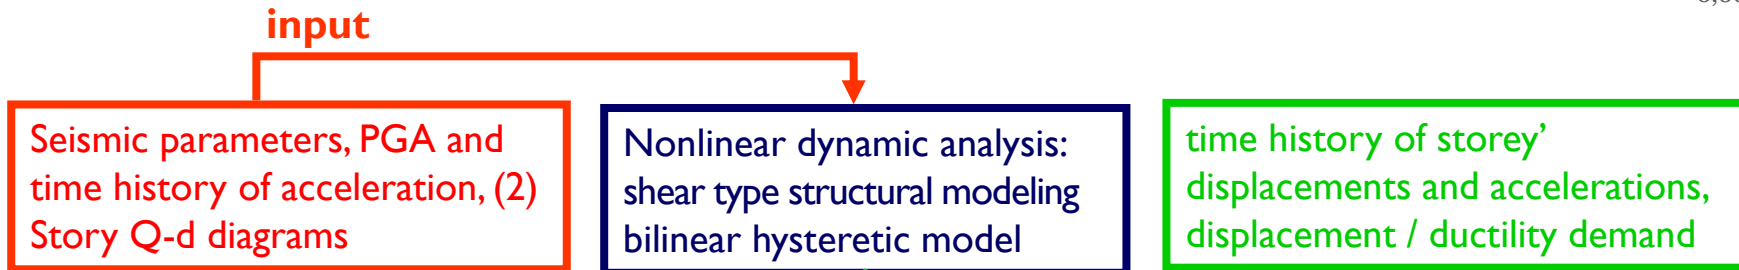 input
Seismic parameters, PGA and
time history of acceleration, (2)
Story Q-d diagrams
Nonlinear dynamic analysis:
shear type structural modeling
bilinear hysteretic model
time history of storey'
displacements and accelerations,
displacement / ductility demand